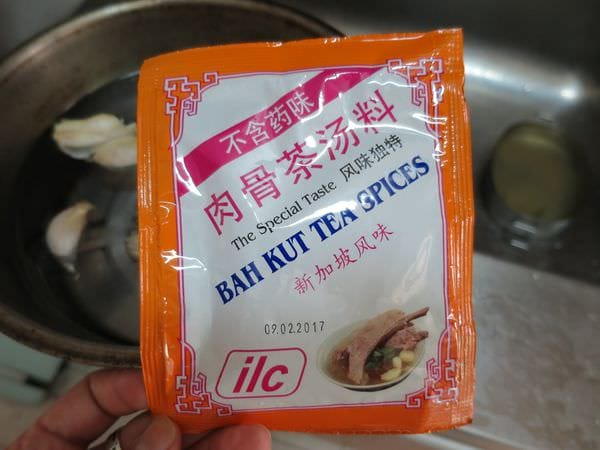 不含药味
肉骨茶汤料
The Special Taste 风味独特
BAH KUT TEA SPICES
新加坡风味
09.02.2017
ilc